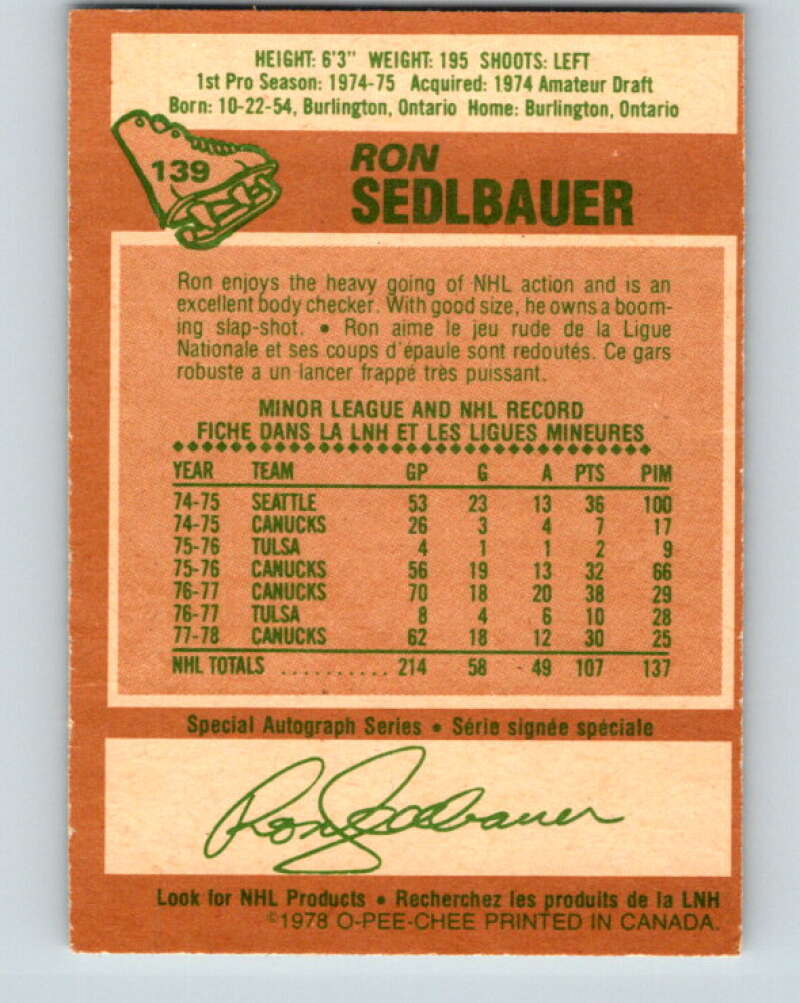 HEIGHT: 6'3" WEIGHT: 195 SHOOTS: LEFT
1st Pro Season: 1974-75 Acquired: 1974 Amateur Draft
Born: 10-22-54, Burlington, Ontario Home: Burlington, Ontario
139
RON
SEDLBAUER
Ron enjoys the heavy going of NHL action and is an
excellent body checker. With good size, he owns a boom-
ing slap-shot. • Ron aime le jeu rude de la Ligue
Nationale et ses coups d'épaule sont redoutés. Ce gars
robuste a un lancer frappé très puissant.
MINOR LEAGUE AND NHL RECORD
FICHE DANS LA LNH ET LES LIGUES MINEURES
YEAR TEAM GP G A PTS PIM
74-75 SEATTLE 53 23 13 36 100
74-75 CANUCKS 26 3 4 7 17
75-76 TULSA 4 1 1 2 9
75-76 CANUCKS 56 19 13 32 66
76-77 CANUCKS 70 18 20 38 29
76-77 TULSA 8 4 6 10 28
77-78 CANUCKS 62 18 12 30 25
NHL TOTALS .......... 214 58 49 107 137
Special Autograph Series • Série signée spéciale
Ron Sedlbauer
Look for NHL Products • Recherchez les produits de la LNH
©1978 O-PEE-CHEE PRINTED IN CANADA.